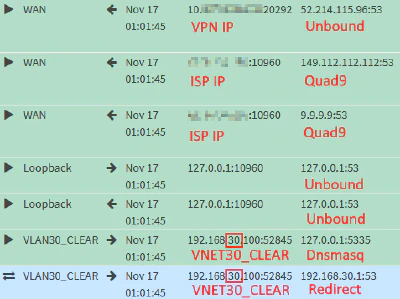 WAN Nov 17 10. 20292 52.214.115.96:53
01:01:45 VPN IP Unbound
WAN Nov 17 :10960 149.112.112.112:53
01:01:45 ISP IP Quad9
WAN Nov 17 :10960 9.9.9.9:53
01:01:45 ISP IP Quad9
Loopback Nov 17 127.0.0.1:10960 127.0.0.1:53
01:01:45 Unbound
Loopback Nov 17 127.0.0.1:10960 127.0.0.1:53
01:01:45 Unbound
VLAN30_CLEAR Nov 17 192.168.30.100:52845 127.0.0.1:5335
01:01:45 VNET30_CLEAR Dnsmasq
VLAN30_CLEAR Nov 17 192.168.30.100:52845 192.168.30.1:53
01:01:45 VNET30_CLEAR Redirect